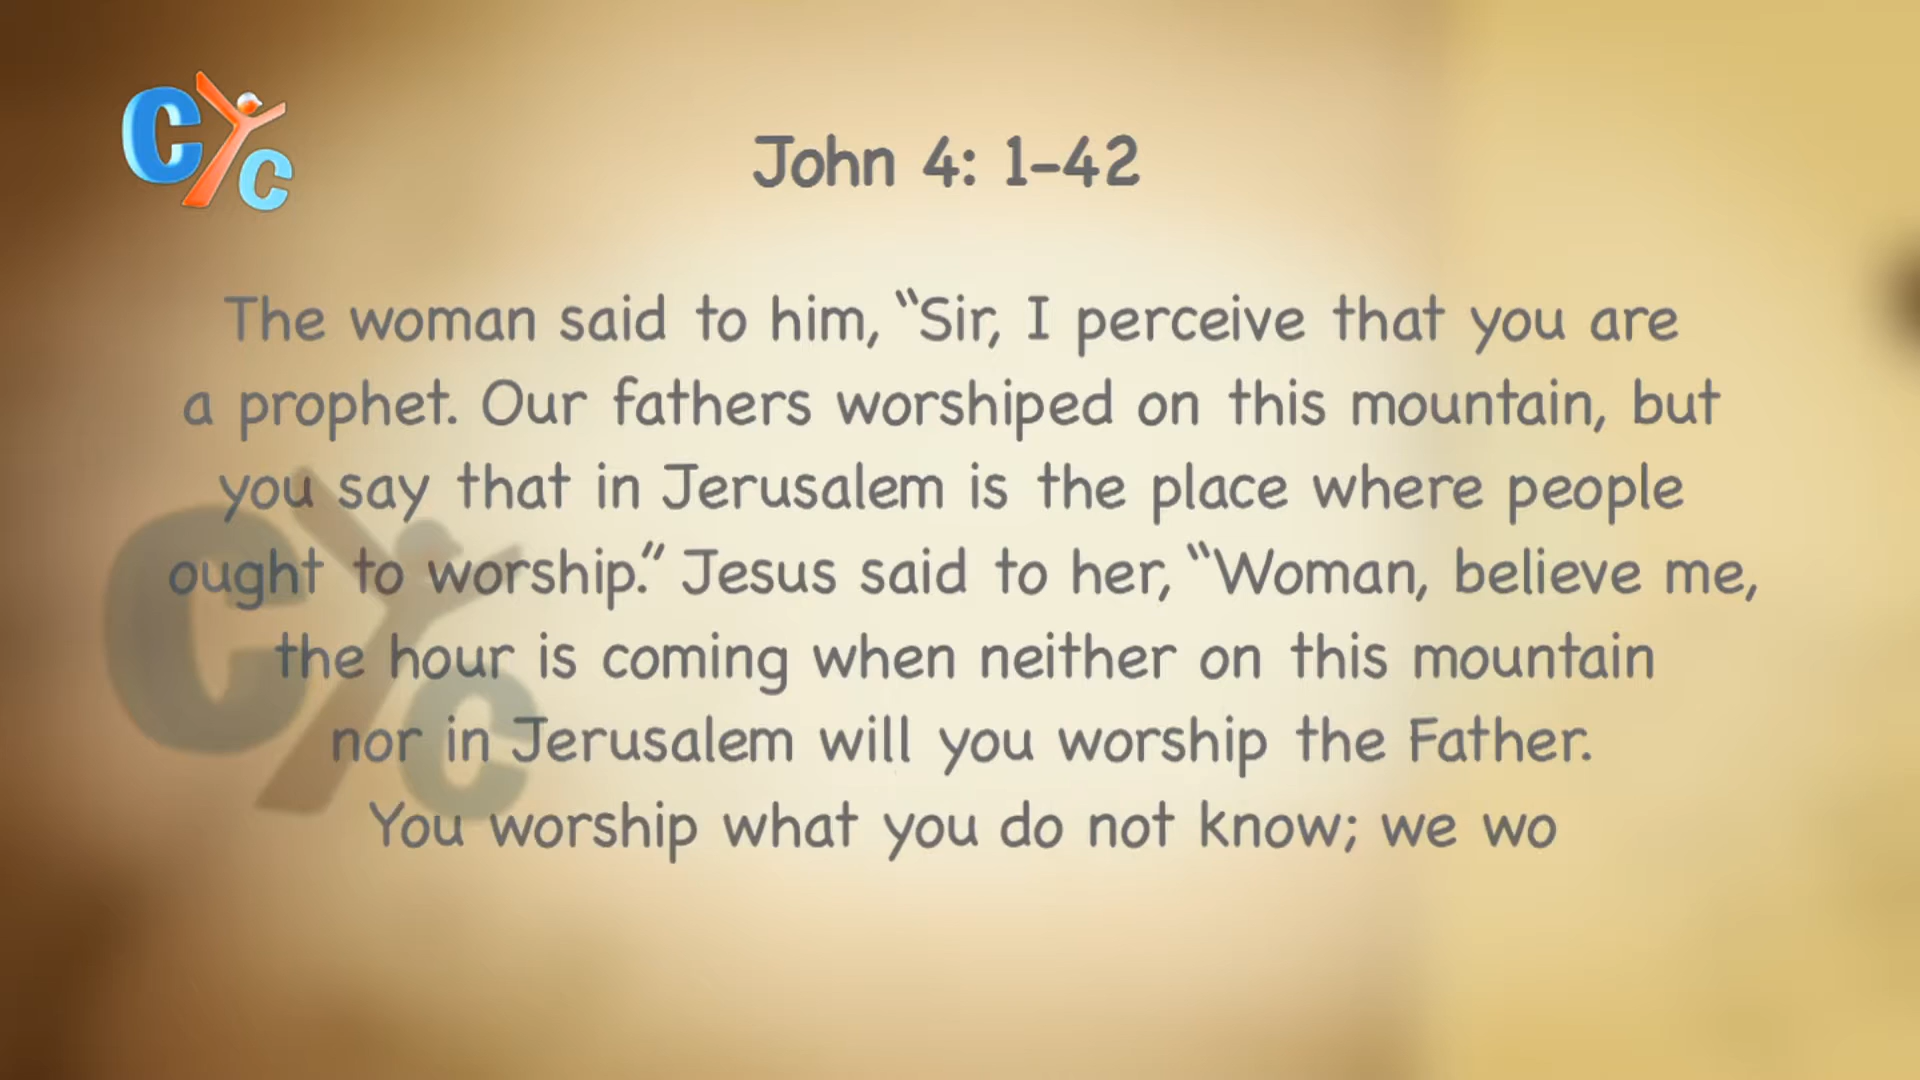 CYC
John 4: 1-42
The woman said to him, “Sir, I perceive that you are
a prophet. Our fathers worshiped on this mountain, but
you say that in Jerusalem is the place where people
ought to worship.” Jesus said to her, “Woman, believe me,
the hour is coming when neither on this mountain
nor in Jerusalem will you worship the Father.
You worship what you do not know; we wo
CYC